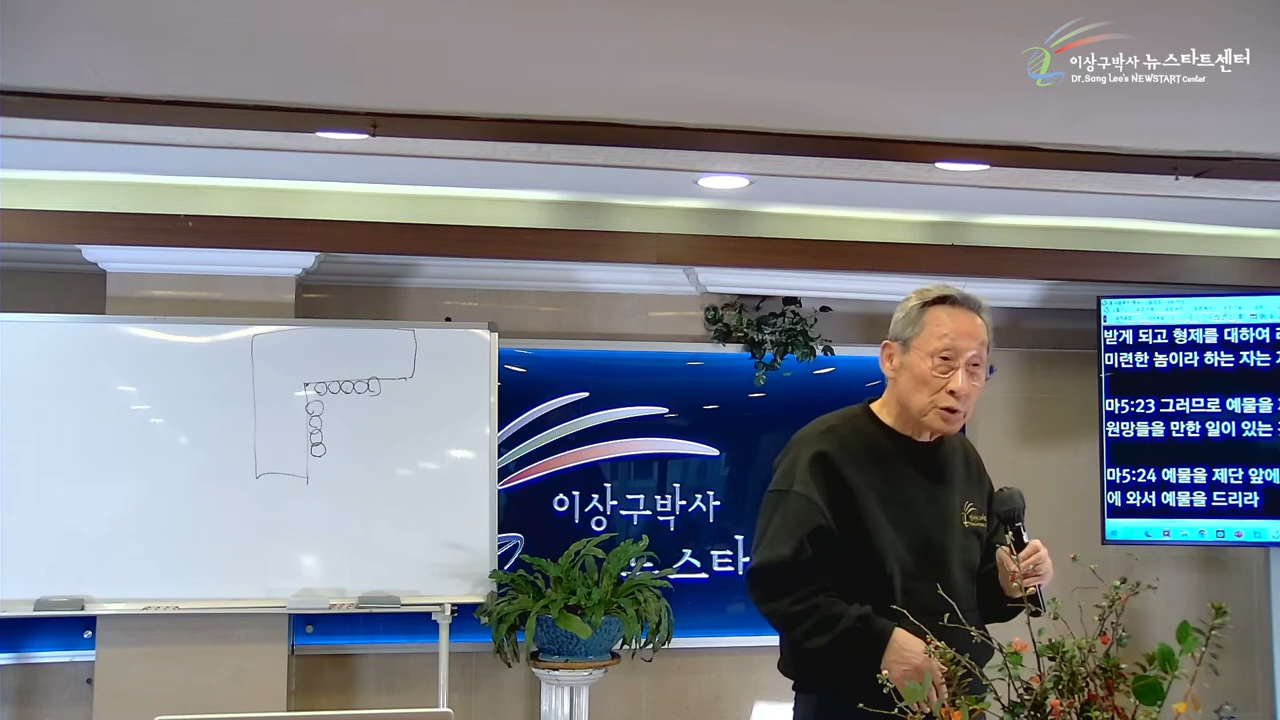 이상구박사 뉴스타트센터
Dr. Sang Lee's NEWSTART Center
받게 되고 형제를 대하여
미련한 놈이라 하는 자는
마5:23 그러므로 예물을
원망들을 만한 일이 있는
마5:24 예물을 제단 앞에
에 와서 예물을 드리라
이상구박사
뉴스타